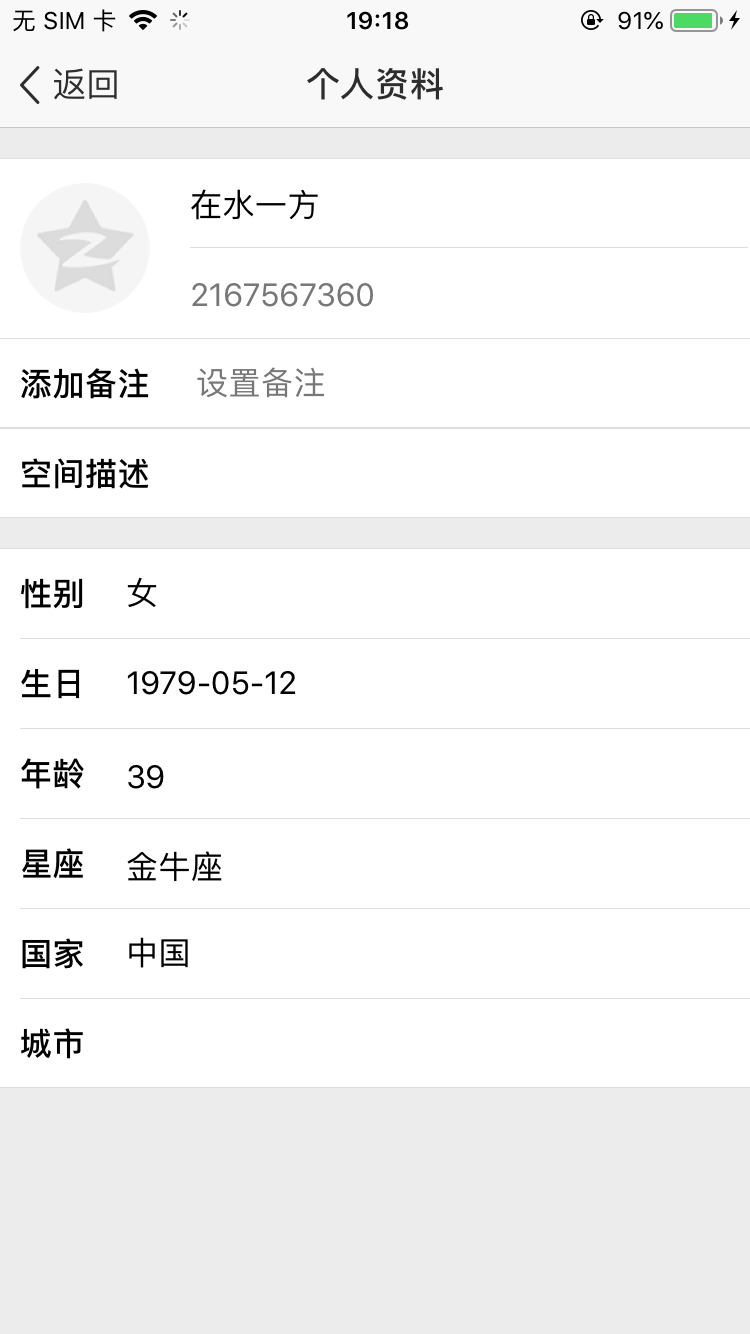 无 SIM 卡 19:18 91%
返回 个人资料
在水一方
2167567360
添加备注 设置备注
空间描述
性别 女
生日 1979-05-12
年龄 39
星座 金牛座
国家 中国
城市